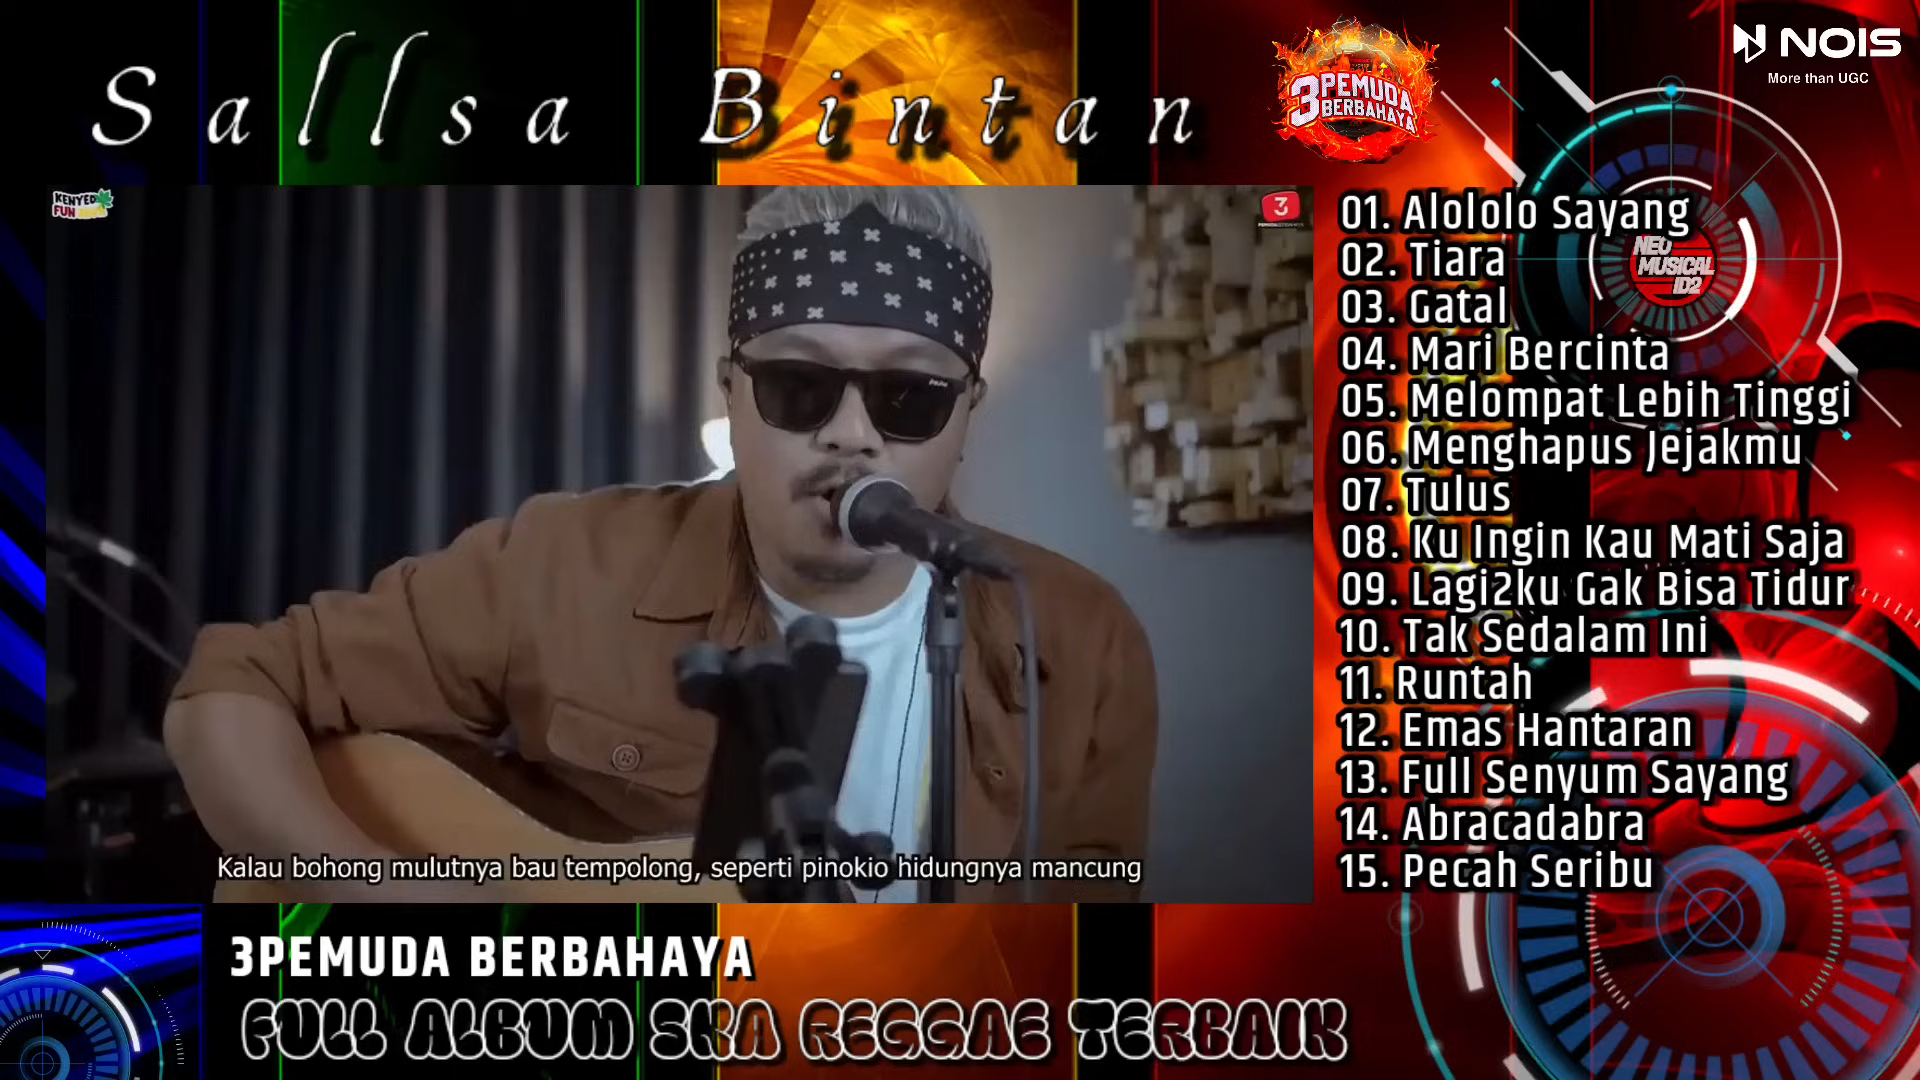 Sallsa Bintan
3PEMUDA
BERBAHAYA
NOIS
More than UGC
KENYED
FUN
3
01. Alololo Sayang
02. Tiara
03. Gatal
04. Mari Bercinta
05. Melompat Lebih Tinggi
06. Menghapus Jejakmu
07. Tulus
08. Ku Ingin Kau Mati Saja
09. Lagi2ku Gak Bisa Tidur
10. Tak Sedalam Ini
11. Runtah
12. Emas Hantaran
13. Full Senyum Sayang
14. Abracadabra
15. Pecah Seribu
NEO
MUSICAL
ID2
Kalau bohong mulutnya bau tempolong, seperti pinokio hidungnya mancung
3PEMUDA BERBAHAYA
FULL ALBUM SKA REGGAE TERBAIK